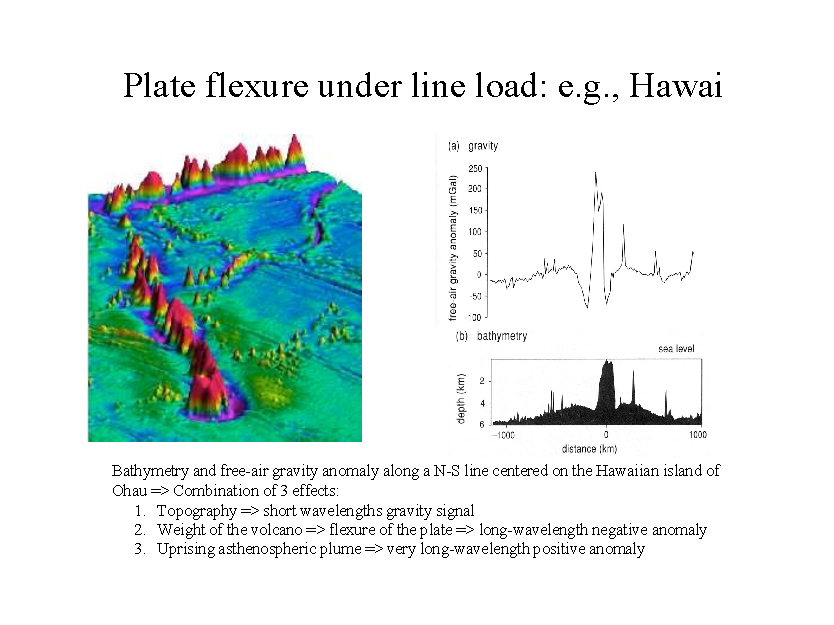 Plate flexure under line load: e.g., Hawai
(a) gravity
free-air gravity anomaly (mGal)
250
200
150
100
50
0
-50
-100
(b) bathymetry
sea level
depth (km)
2
4
6
-1000
0
1000
distance (km)
Bathymetry and free-air gravity anomaly along a N-S line centered on the Hawaiian island of
Ohau => Combination of 3 effects:
1. Topography => short wavelengths gravity signal
2. Weight of the volcano => flexure of the plate => long-wavelength negative anomaly
3. Uprising asthenospheric plume => very long-wavelength positive anomaly